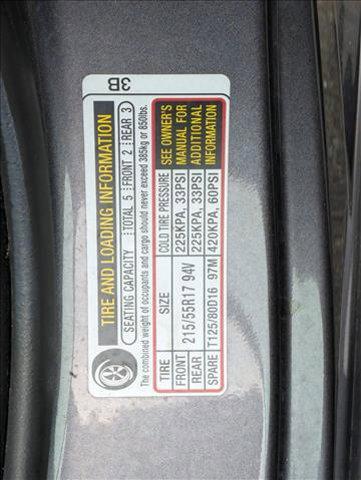 3B
TIRE AND LOADING INFORMATION
SEATING CAPACITY TOTAL 5 FRONT 2 REAR 3
The combined weight of occupants and cargo should never exceed 385kg or 850lbs.
TIRE SIZE COLD TIRE PRESSURE
FRONT 215/55R17 94V 225KPA, 33PSI
REAR 225KPA, 33PSI
SPARE T125/80D16 97M 420KPA, 60PSI
SEE OWNER'S
MANUAL FOR
ADDITIONAL
INFORMATION